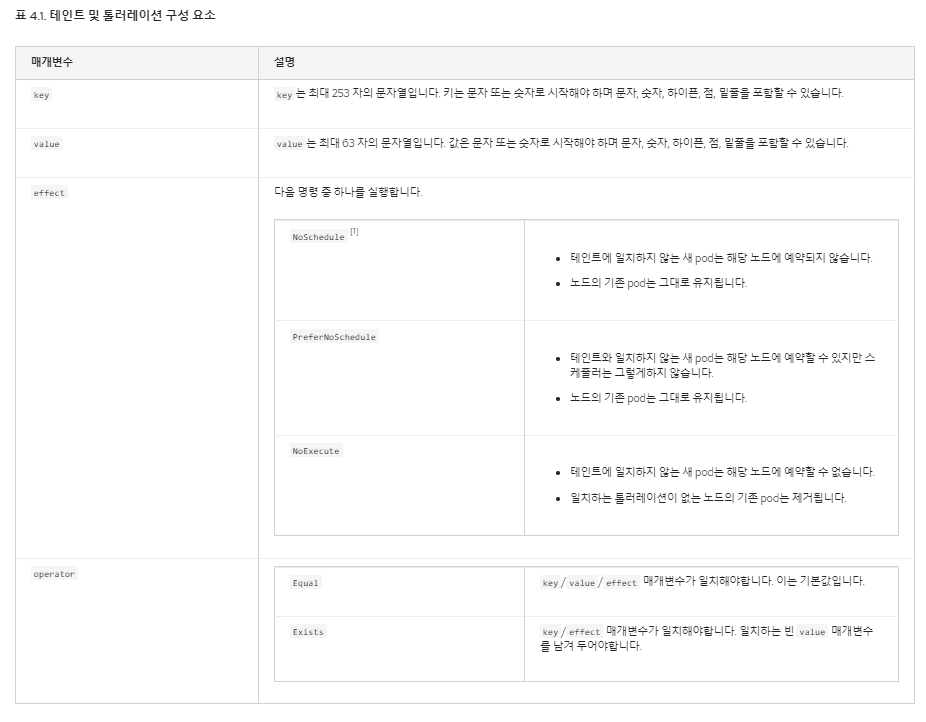 표 4.1. 테인트 및 톨러레이션 구성 요소
매개변수 설명
key key 는 최대 253 자의 문자열입니다. 키는 문자 또는 숫자로 시작해야 하며 문자, 숫자, 하이픈, 점, 밑줄을 포함할 수 있습니다.
value value 는 최대 63 자의 문자열입니다. 값은 문자 또는 숫자로 시작해야 하며 문자, 숫자, 하이픈, 점, 밑줄을 포함할 수 있습니다.
effect 다음 명령 중 하나를 실행합니다.
NoSchedule [1]
• 테인트에 일치하지 않는 새 pod는 해당 노드에 예약되지 않습니다.
• 노드의 기존 pod는 그대로 유지됩니다.
PreferNoSchedule
• 테인트와 일치하지 않는 새 pod는 해당 노드에 예약할 수 있지만 스
케줄러는 그렇게하지 않습니다.
• 노드의 기존 pod는 그대로 유지됩니다.
NoExecute
• 테인트에 일치하지 않는 새 pod는 해당 노드에 예약할 수 없습니다.
• 일치하는 톨러레이션이 없는 노드의 기존 pod는 제거됩니다.
operator
Equal key / value / effect 매개변수가 일치해야합니다. 이는 기본값입니다.
Exists key / effect 매개변수가 일치해야합니다. 일치하는 빈 value 매개변수
를 남겨 두어야합니다.